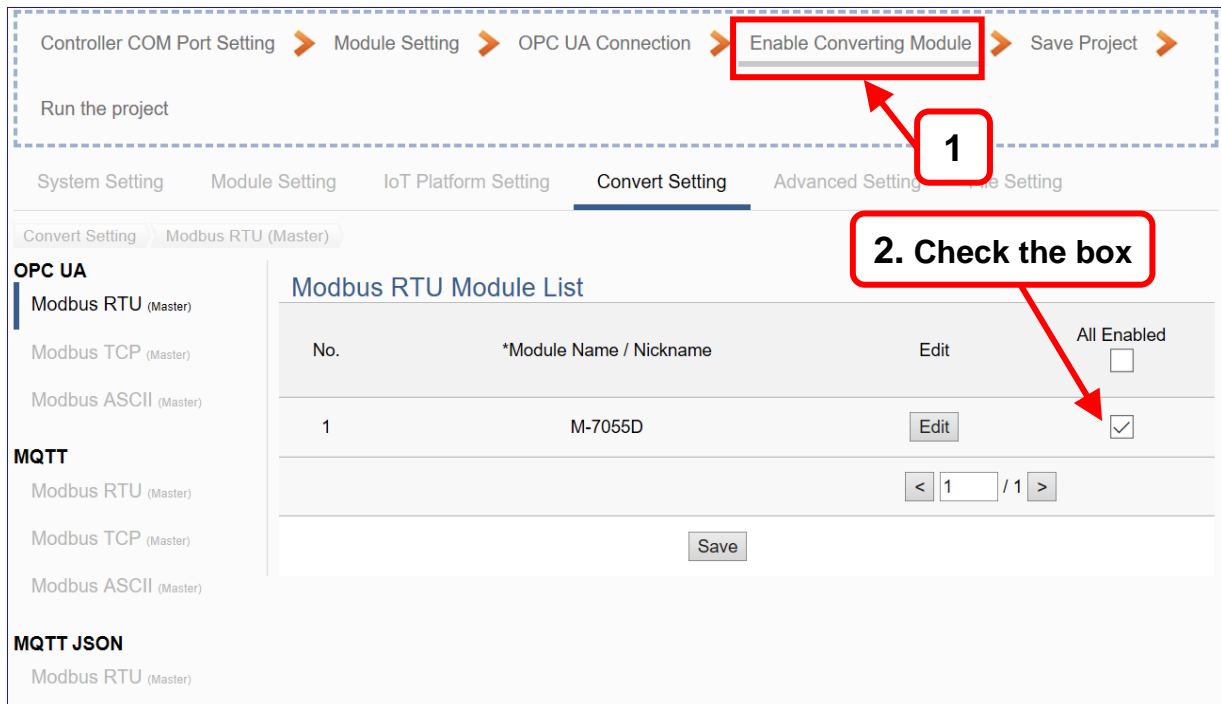 Controller COM Port Setting Module Setting OPC UA Connection Enable Converting Module Save Project
Run the project
1
System Setting Module Setting IoT Platform Setting Convert Setting Advanced Setting Setting
2. Check the box
Convert Setting Modbus RTU (Master)
OPC UA
Modbus RTU (Master)
Modbus TCP (Master)
Modbus ASCII (Master)
MQTT
Modbus RTU (Master)
Modbus TCP (Master)
Modbus ASCII (Master)
MQTT JSON
Modbus RTU (Master)
Modbus RTU Module List
No. *Module Name / Nickname Edit All Enabled
1 M-7055D Edit
< 1 / 1 >
Save